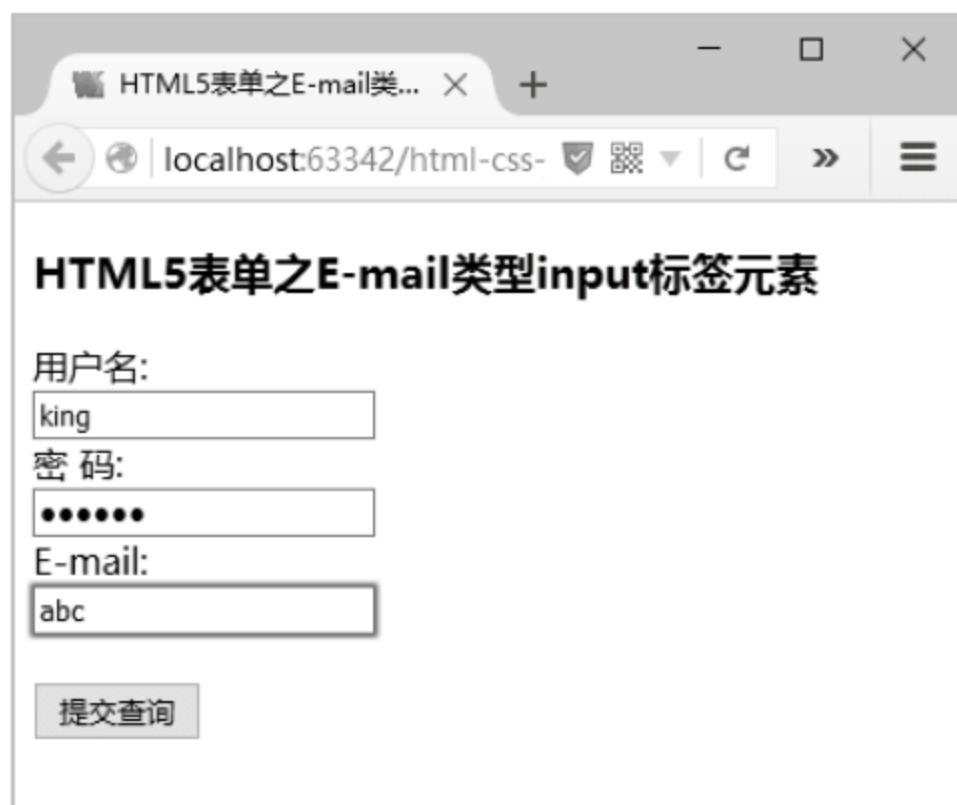 HTML5表单之E-mail类...
localhost:63342/html-css-
HTML5表单之E-mail类型input标签元素
用户名:
king
密 码:
●●●●●●
E-mail:
abc
提交查询